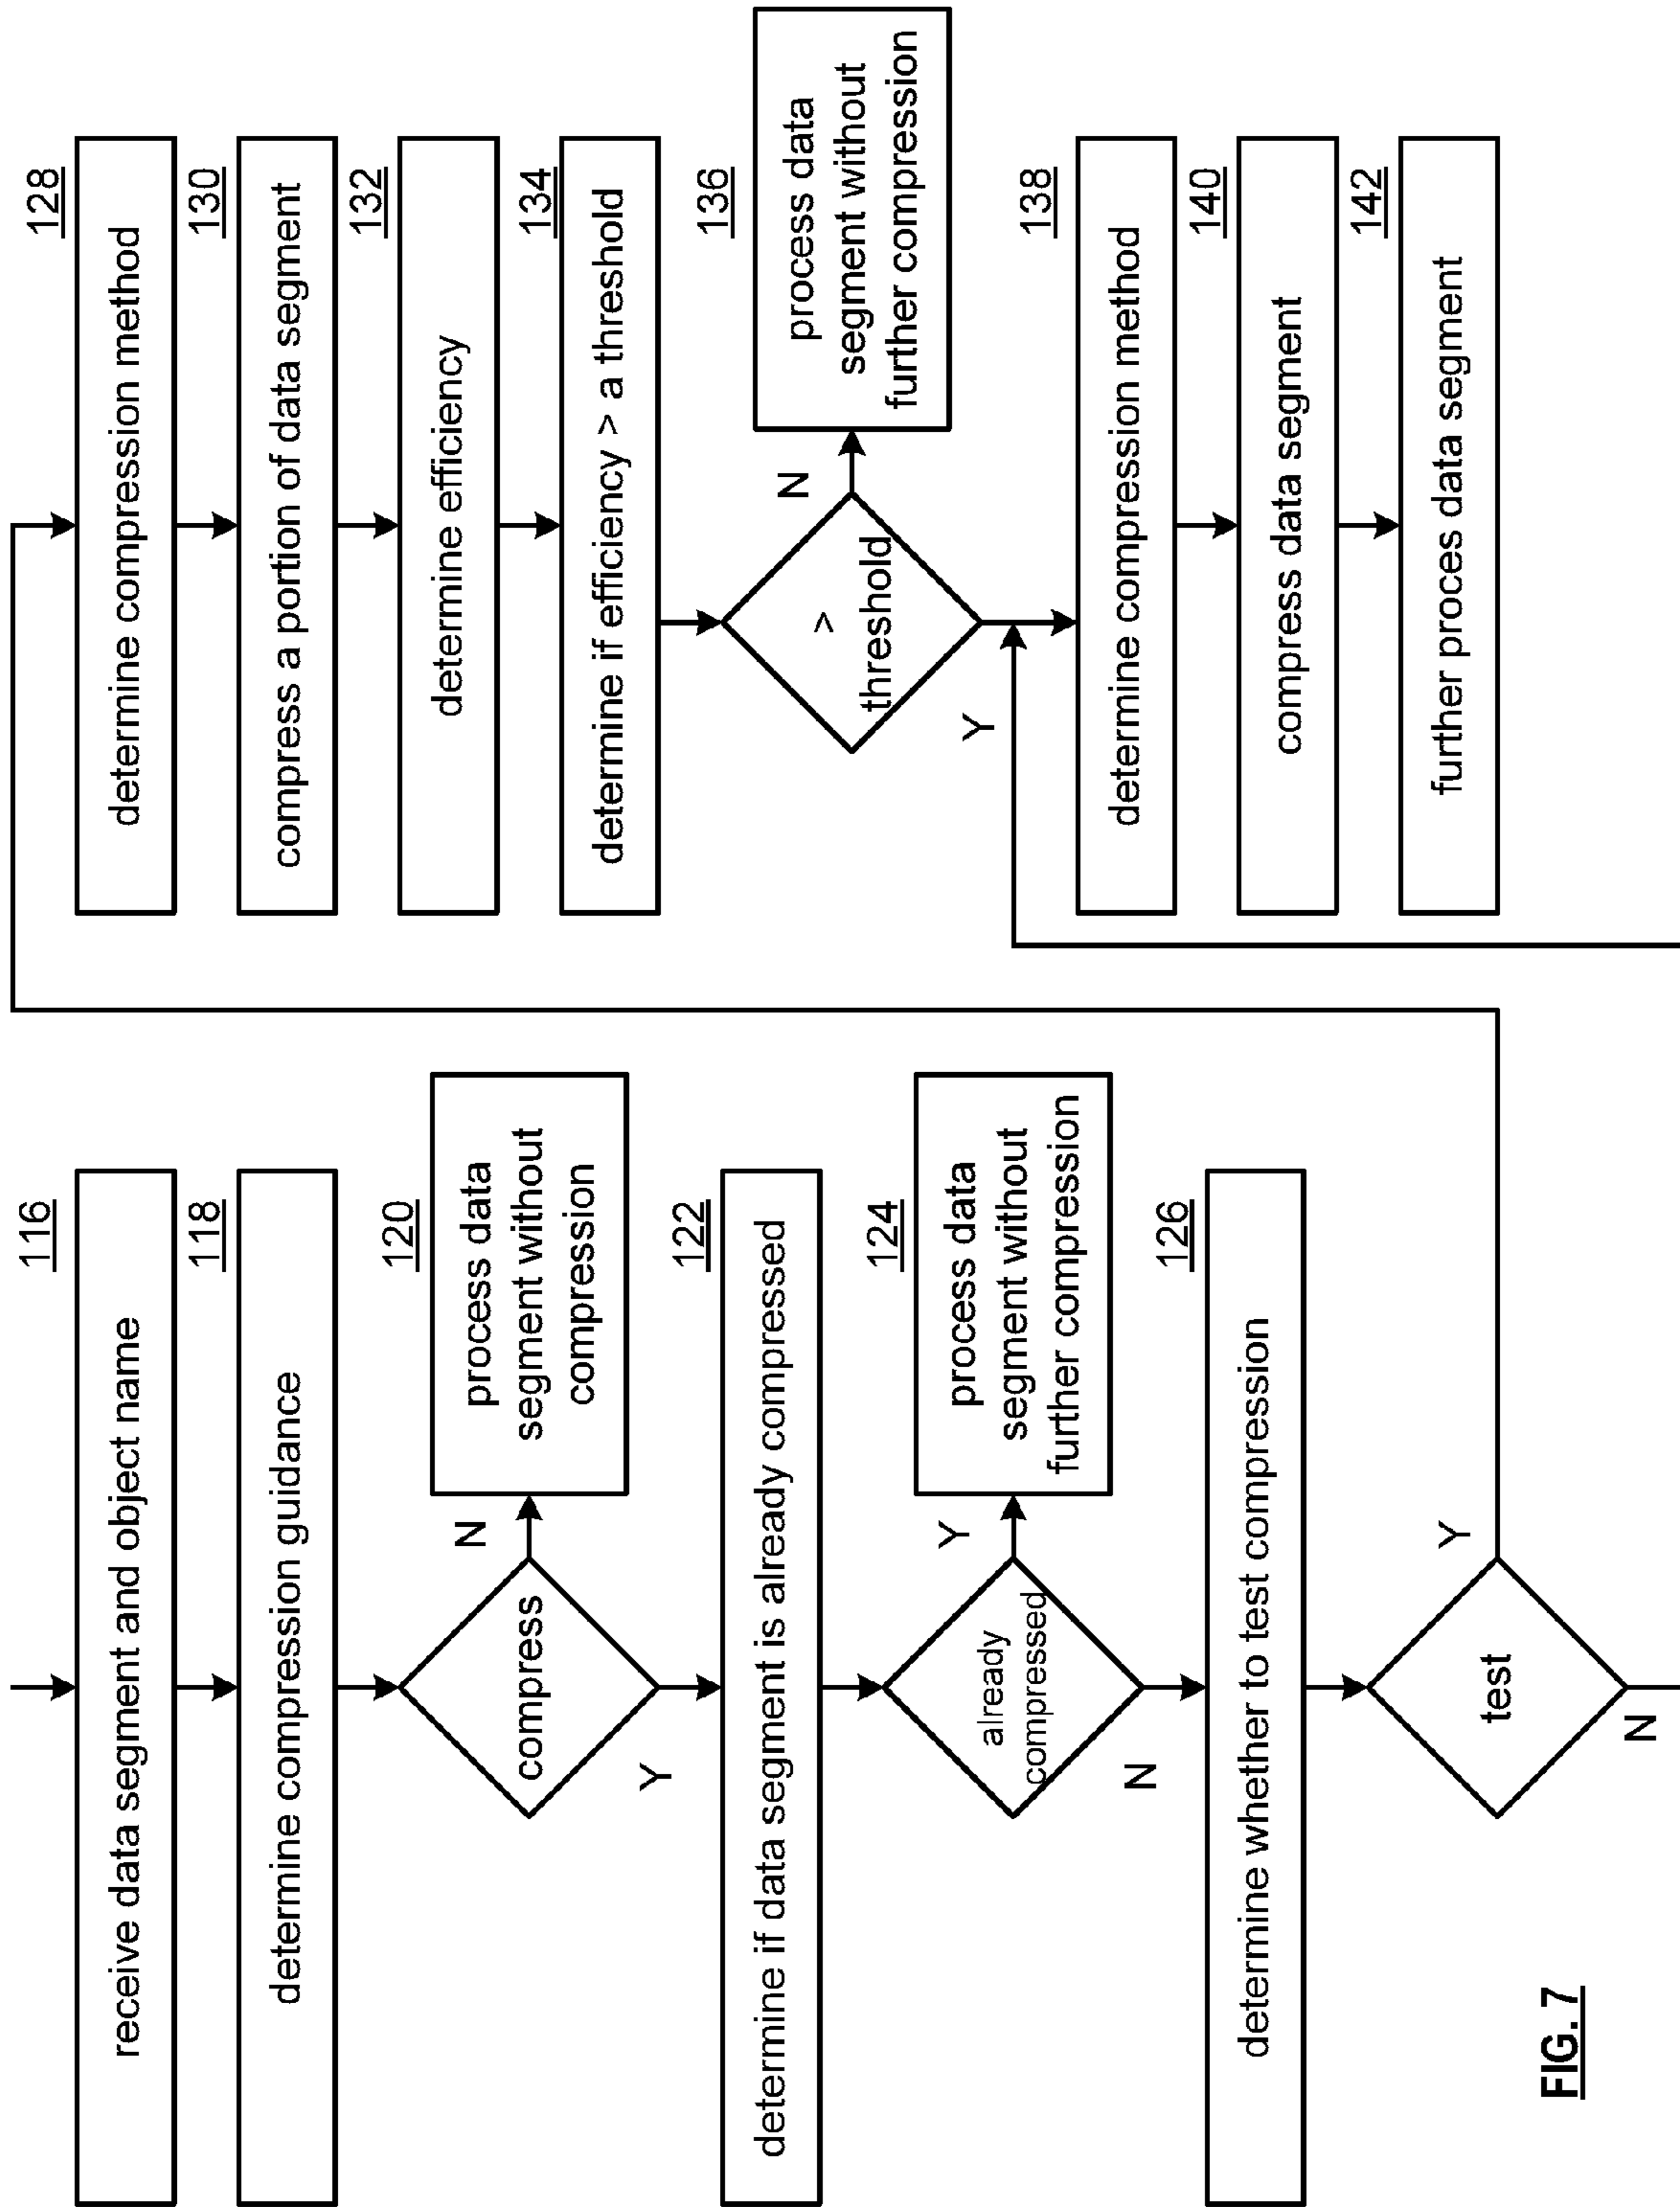 116
receive data segment and object name
118
determine compression guidance
compress
N
Y
120
process data
segment without
compression
122
determine if data segment is already compressed
already
compressed
Y
N
124
process data
segment without
further compression
126
determine whether to test compression
test
Y
N
128
determine compression method
130
compress a portion of data segment
132
determine efficiency
134
determine if efficiency > a threshold
>
threshold
N
Y
136
process data
segment without
further compression
138
determine compression method
140
compress data segment
142
further proces data segment
FIG. 7